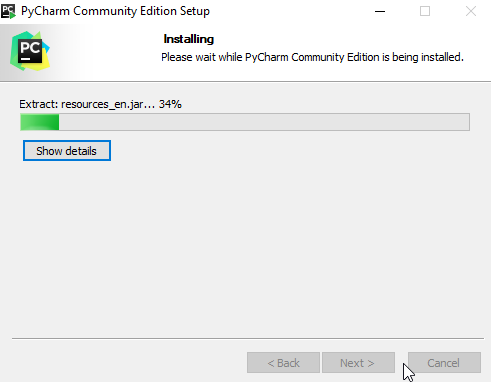 PC PyCharm Community Edition Setup
PC
Installing
Please wait while PyCharm Community Edition is being installed.
Extract: resources_en.jar... 34%
Show details
< Back
Next >
Cancel